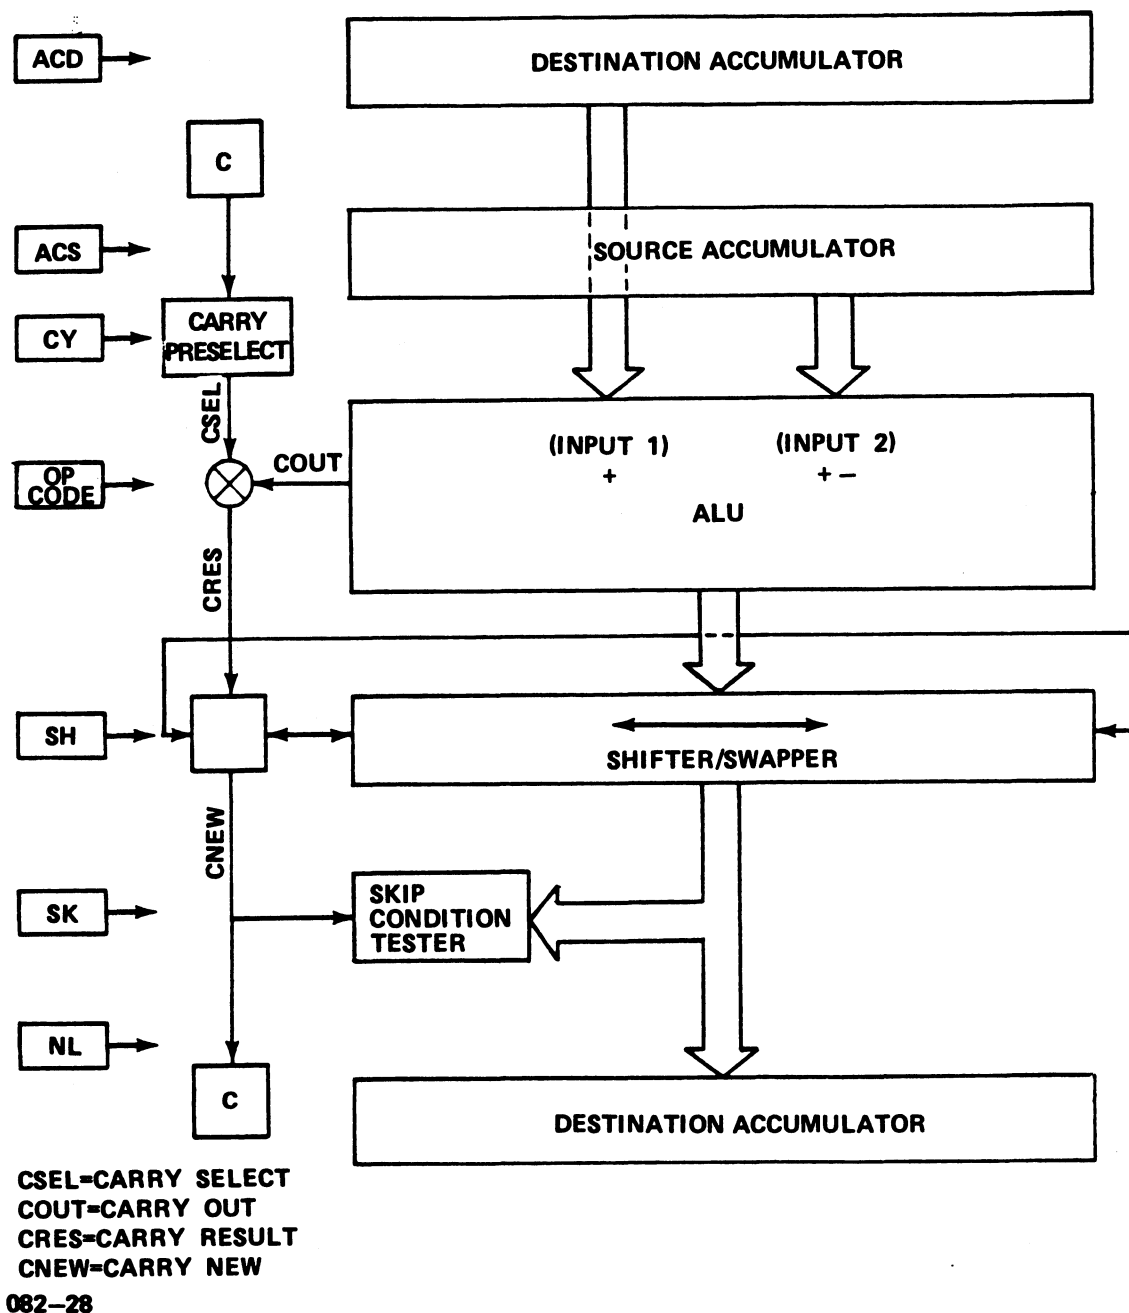 ACD
DESTINATION ACCUMULATOR
C
ACS
SOURCE ACCUMULATOR
CY
CARRY
PRESELECT
CSEL
(INPUT 1)
+
(INPUT 2)
+ −
OP
CODE
COUT
ALU
CRES
SH
SHIFTER/SWAPPER
CNEW
SK
SKIP
CONDITION
TESTER
NL
C
DESTINATION ACCUMULATOR
CSEL=CARRY SELECT
COUT=CARRY OUT
CRES=CARRY RESULT
CNEW=CARRY NEW
082−28